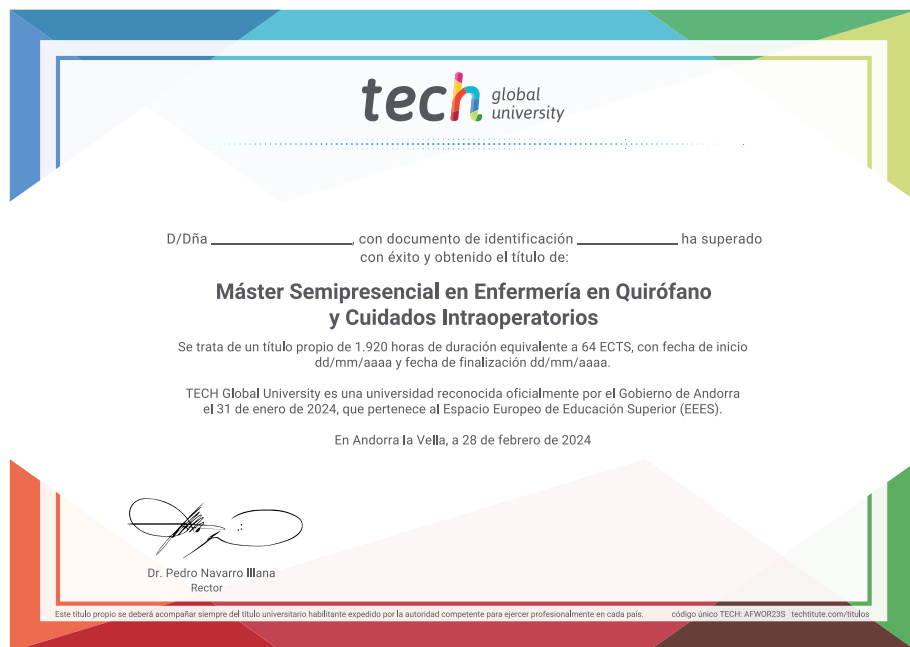 tech global university
D/Dña ____________________, con documento de identificación ______________ ha superado
con éxito y obtenido el título de:
Máster Semipresencial en Enfermería en Quirófano
y Cuidados Intraoperatorios
Se trata de un título propio de 1.920 horas de duración equivalente a 64 ECTS, con fecha de inicio
dd/mm/aaaa y fecha de finalización dd/mm/aaaa.
TECH Global University es una universidad reconocida oficialmente por el Gobierno de Andorra
el 31 de enero de 2024, que pertenece al Espacio Europeo de Educación Superior (EEES).
En Andorra la Vella, a 28 de febrero de 2024
Dr. Pedro Navarro Illana
Rector
Este título propio se deberá acompañar siempre del título universitario habilitante expedido por la autoridad competente para ejercer profesionalmente en cada país. código único TECH: AFWOR23S techtitute.com/titulos